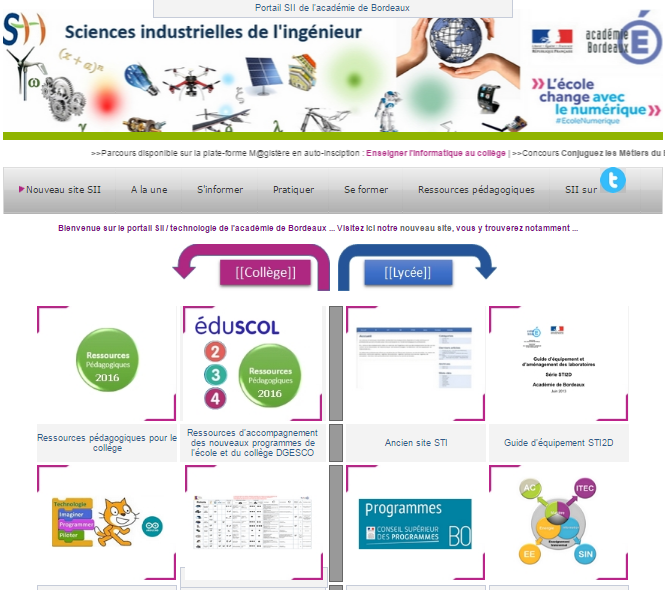 Portail SII de l'académie de Bordeaux
SII
Sciences industrielles de l'ingénieur
académie
Bordeaux
RÉPUBLIQUE FRANÇAISE
L'école
change avec
le numérique
#EcoleNumerique
(x + a)ⁿ
ω
>>Parcours disponible sur la plate-forme M@gistère en auto-insciption : Enseigner l'informatique au collège | >>Concours Conjuguez les Métiers du
Nouveau site SII
A la une
S'informer
Pratiquer
Se former
Ressources pédagogiques
SII sur
Bienvenue sur le portail SII / technologie de l'académie de Bordeaux ... Visitez ici notre nouveau site, vous y trouverez notamment ...
[[Collège]]
[[Lycée]]
Ressources
Pédagogiques
2016
éduSCOL
2
3
4
Ressources
Pédagogiques
2016
Guide d'équipement et
d'aménagement des laboratoires
Série STI2D
Académie de Bordeaux
Juin 2013
Ressources pédagogiques pour le
collège
Ressources d'accompagnement
des nouveaux programmes de
l'école et du collège DGESCO
Ancien site STI
Guide d'équipement STI2D
Technologie
Imaginer
Programmer
Piloter
programmes
CONSEIL SUPÉRIEUR
DES PROGRAMMES
BO
AC
ITEC
EE
SIN